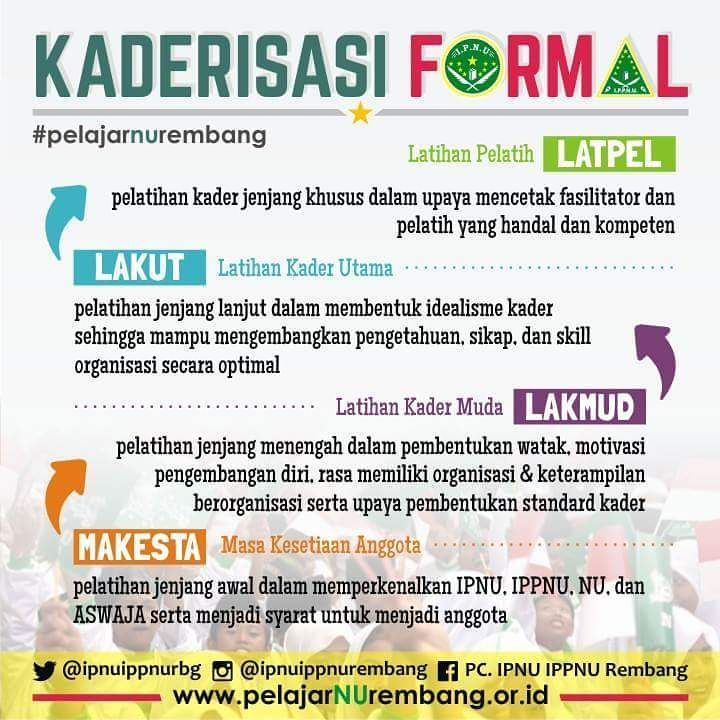 KADERISASI FORMAL
I.P.N.U
I.P.P.N.U.
#pelajarnurembang
Latihan Pelatih LATPEL
pelatihan kader jenjang khusus dalam upaya mencetak fasilitator dan
pelatih yang handal dan kompeten
LAKUT Latihan Kader Utama
pelatihan jenjang lanjut dalam membentuk idealisme kader
sehingga mampu mengembangkan pengetahuan, sikap, dan skill
organisasi secara optimal
Latihan Kader Muda LAKMUD
pelatihan jenjang menengah dalam pembentukan watak, motivasi
pengembangan diri, rasa memiliki organisasi & keterampilan
berorganisasi serta upaya pembentukan standard kader
MAKESTA Masa Kesetiaan Anggota
pelatihan jenjang awal dalam memperkenalkan IPNU, IPPNU, NU, dan
ASWAJA serta menjadi syarat untuk menjadi anggota
@ipnuippnurbg @ipnuippnurembang PC. IPNU IPPNU Rembang
www.pelajarNUrembang.or.id